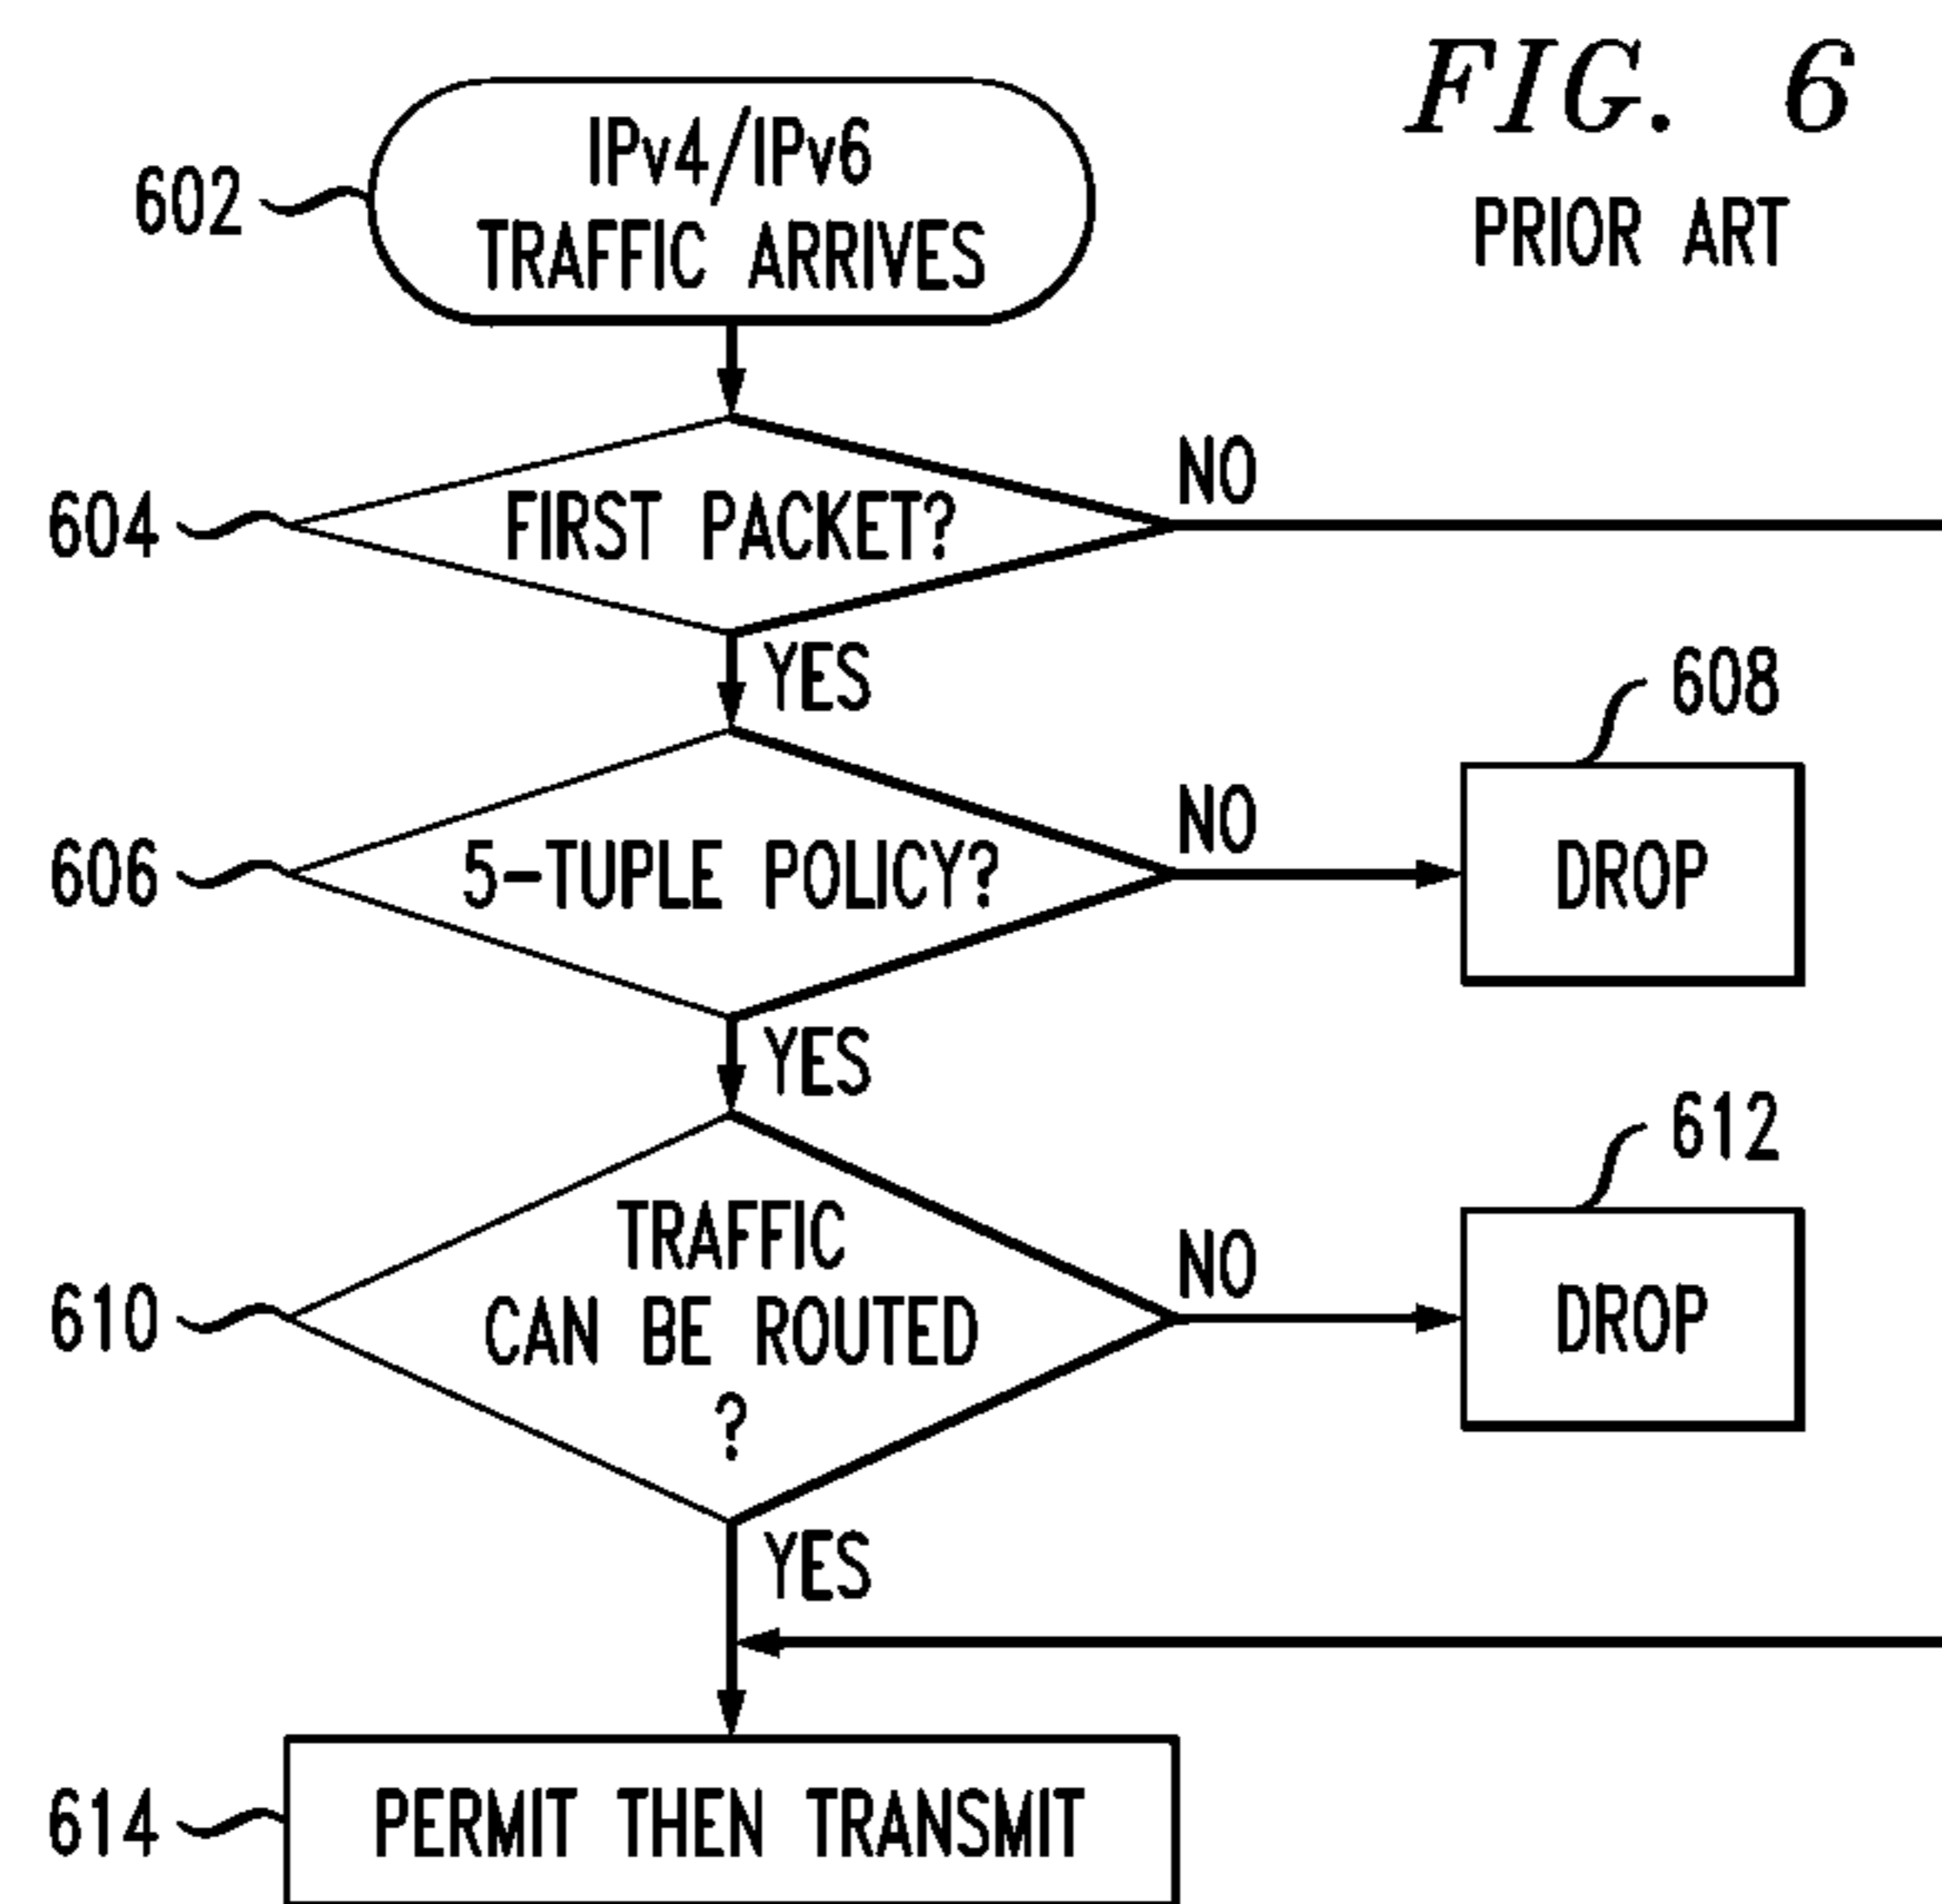 FIG. 6
PRIOR ART
602
IPv4/IPv6
TRAFFIC ARRIVES
604
FIRST PACKET?
NO
YES
606
5-TUPLE POLICY?
NO
608
DROP
YES
610
TRAFFIC
CAN BE ROUTED
?
NO
612
DROP
YES
614
PERMIT THEN TRANSMIT